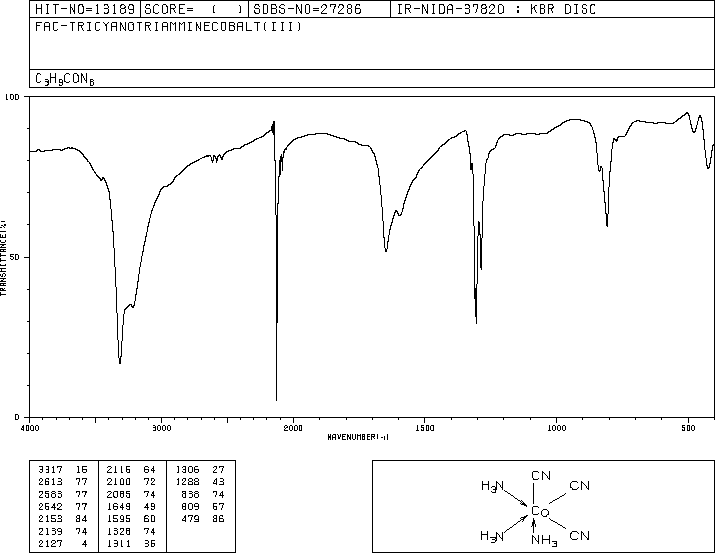 HIT-NO=13189 SCORE= ( ) SDBS-NO=27286 IR-NIDA-37820 : KBR DISC
FAC-TRICYANOTRIAMMINECOBALT(III)
C3H9CON6
100
50
0
TRANSMITTANCE(%)
4000 3000 2000 1500 1000 500
WAVENUMBER(-1)
3317 16 2116 64 1306 27
2613 77 2100 72 1288 43
2583 77 2085 74 838 74
2542 77 1649 49 809 57
2153 84 1595 60 479 86
2139 74 1328 74
2127 4 1311 36
CN
H3N CN
Co
H3N CN
NH3